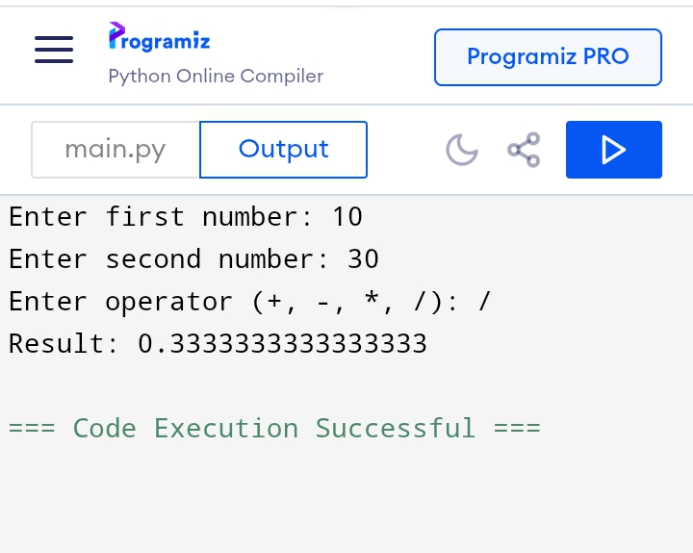 Programiz
Python Online Compiler
Programiz PRO
main.py
Output
Enter first number: 10
Enter second number: 30
Enter operator (+, -, *, /): /
Result: 0.3333333333333333
=== Code Execution Successful ===